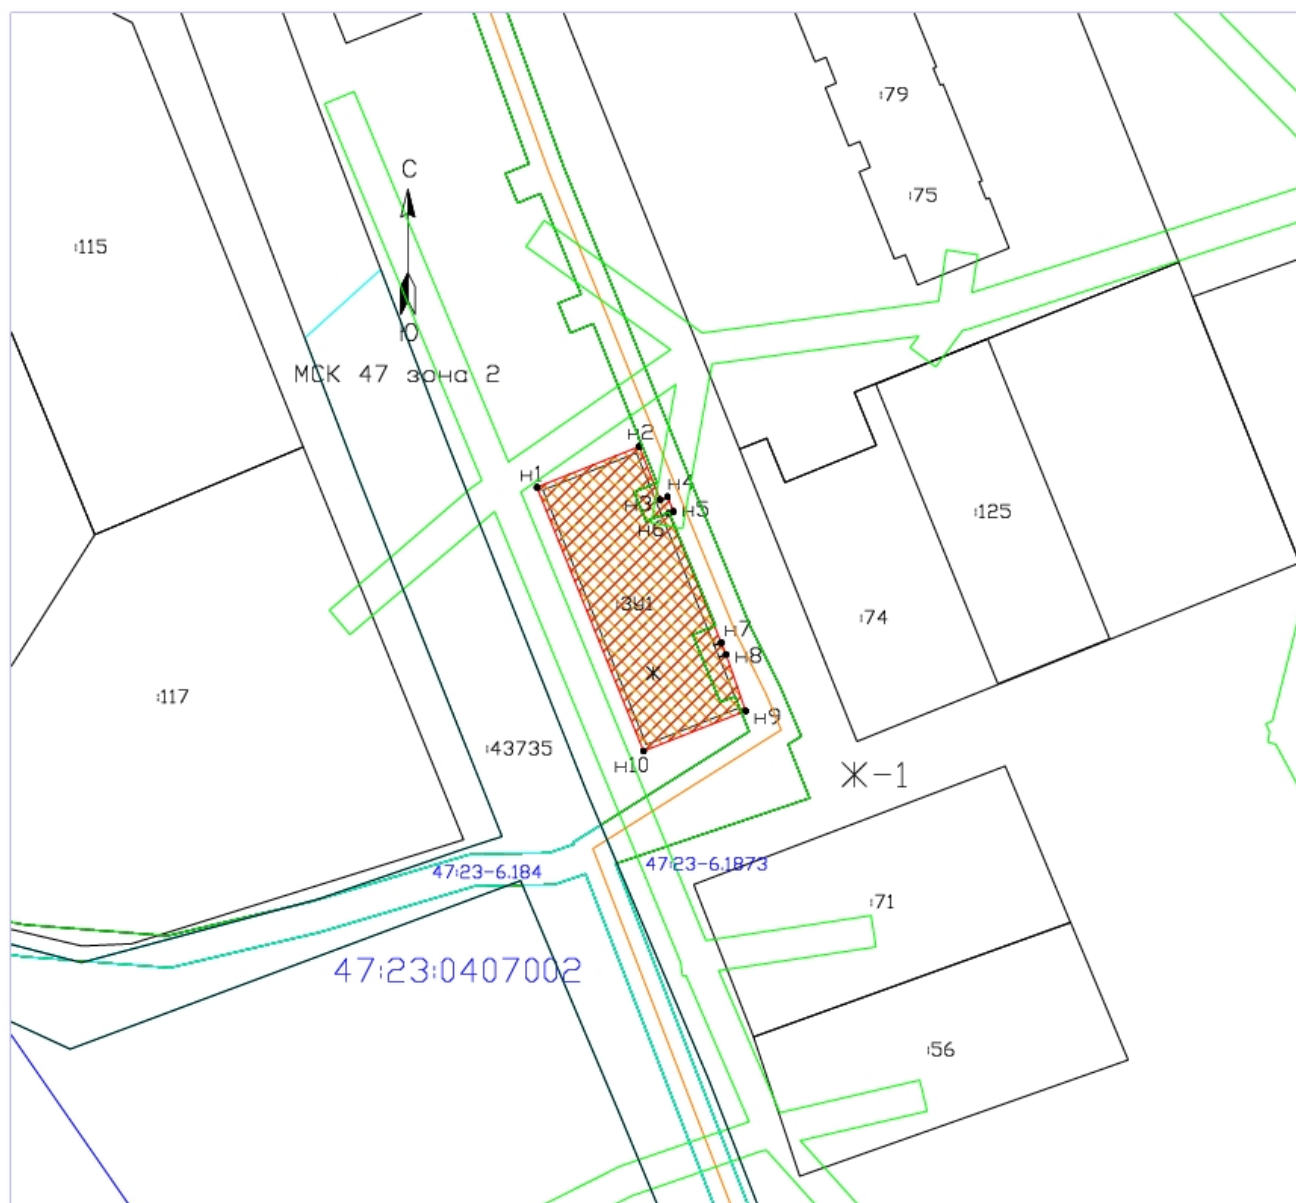 :79
С
:75
:115
Ю
МСК 47 зона 2
н2
н1
н4
н3
н5
н6
:125
:ЗУ1
:74
н7
н8
Ж
:117
н9
:43735
н10
Ж-1
47:23-6.184
47:23-6.1873
:71
47:23:0407002
:56